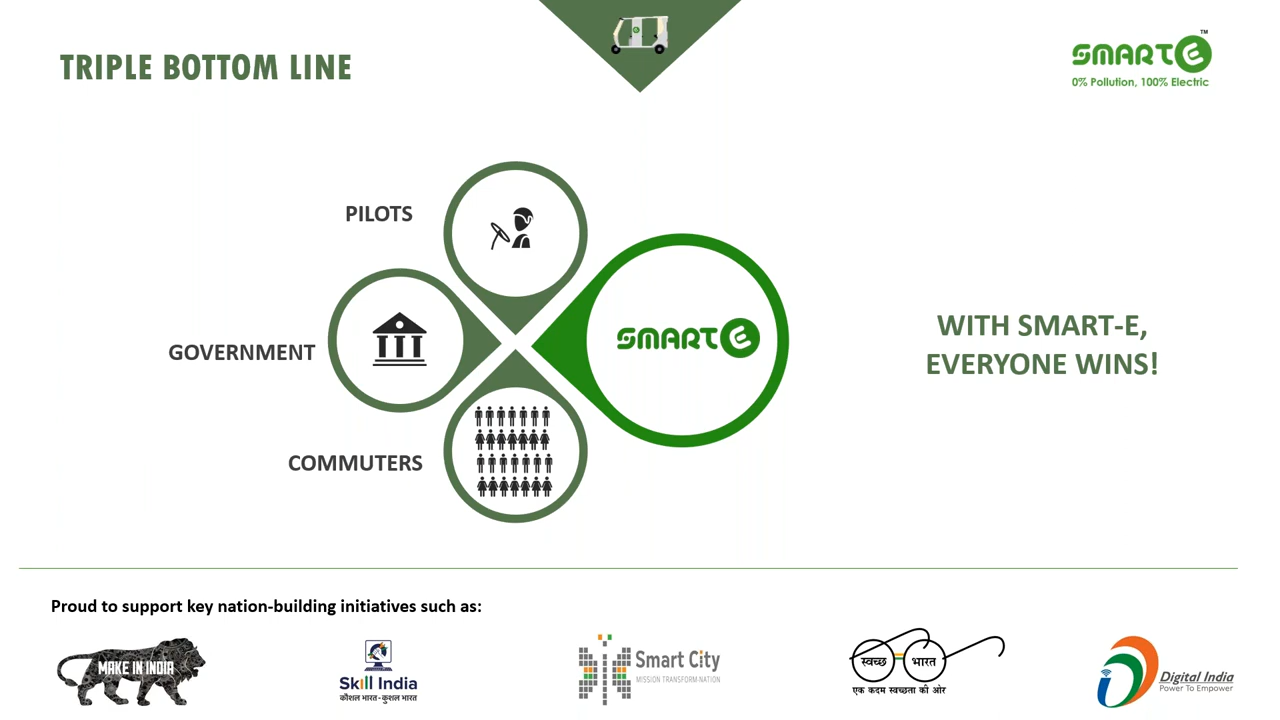 TRIPLE BOTTOM LINE
SMARTE™
0% Pollution, 100% Electric
PILOTS
GOVERNMENT
COMMUTERS
SMARTE
WITH SMART-E,
EVERYONE WINS!
Proud to support key nation-building initiatives such as:
MAKE IN INDIA
Skill India
कौशल भारत-कुशल भारत
Smart City
MISSION TRANSFORM-NATION
स्वच्छ भारत
एक कदम स्वच्छता की ओर
Digital India
Power To Empower